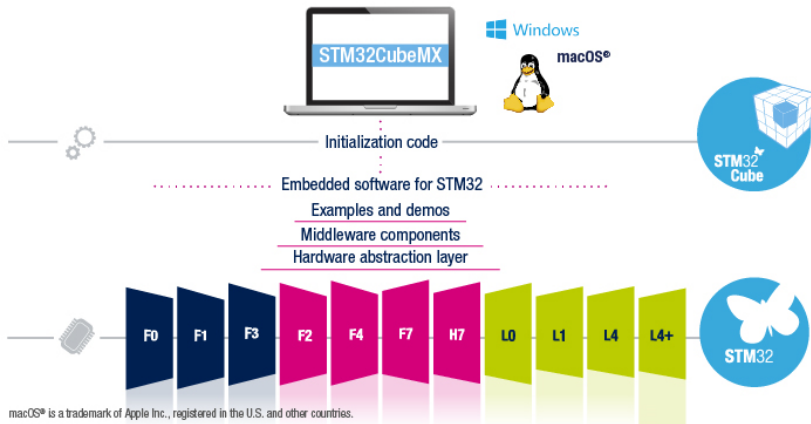 STM32CubeMX
Windows
macOS®
Initialization code
STM32
Cube
Embedded software for STM32
Examples and demos
Middleware components
Hardware abstraction layer
F0 F1 F3 F2 F4 F7 H7 L0 L1 L4 L4+
STM32
macOS® is a trademark of Apple Inc., registered in the U.S. and other countries.